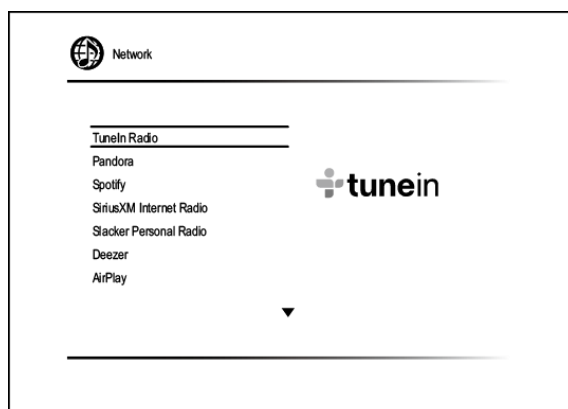 Network
TuneIn Radio
Pandora
Spotify
SiriusXM Internet Radio
Slacker Personal Radio
Deezer
AirPlay
tunein